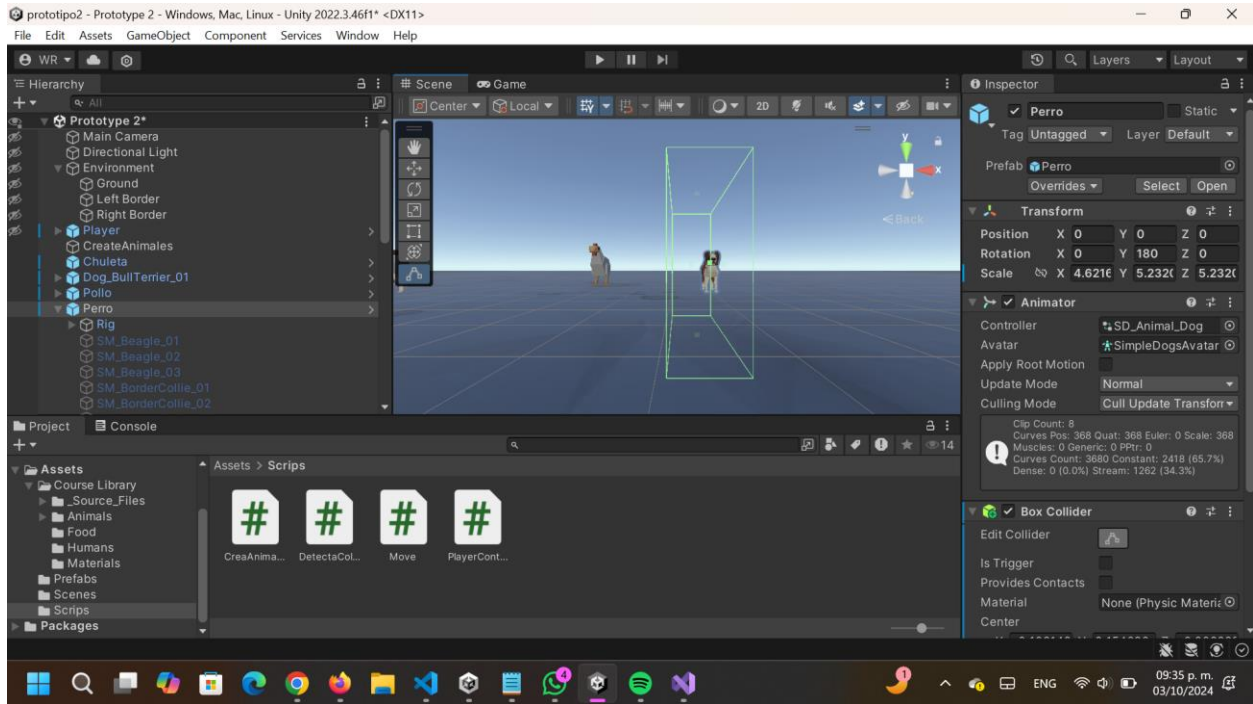 prototipo2 - Prototype 2 - Windows, Mac, Linux - Unity 2022.3.46f1* <DX11>
File Edit Assets GameObject Component Services Window Help
WR Layers Layout
Hierarchy
All
Prototype 2*
Main Camera
Directional Light
Environment
Ground
Left Border
Right Border
Player
CreateAnimales
Chuleta
Dog_BullTerrier_01
Pollo
Perro
Rig
SM_Beagle_01
SM_Beagle_02
SM_Beagle_03
SM_BorderCollie_01
SM_BorderCollie_02
Scene Game
Center Local 2D
y
x
Back
Inspector
Perro Static
Tag Untagged Layer Default
Prefab Perro
Overrides Select Open
Transform
Position X 0 Y 0 Z 0
Rotation X 0 Y 180 Z 0
Scale X 4.6216 Y 5.232( Z 5.232(
Animator
Controller SD_Animal_Dog
Avatar SimpleDogsAvatar
Apply Root Motion
Update Mode Normal
Culling Mode Cull Update Transforr
Clip Count: 8
Curves Pos: 368 Quat: 368 Euler: 0 Scale: 368
Muscles: 0 Generic: 0 PPtr: 0
Curves Count: 3680 Constant: 2418 (65.7%)
Dense: 0 (0.0%) Stream: 1262 (34.3%)
Box Collider
Edit Collider
Is Trigger
Provides Contacts
Material None (Physic Materia
Center
Project Console
14
Assets
Course Library
_Source_Files
Animals
Food
Humans
Materials
Prefabs
Scenes
Scrips
Packages
Assets > Scrips
CreaAnima... DetectaCol... Move PlayerCont...
4
1
ENG
09:35 p. m.
03/10/2024